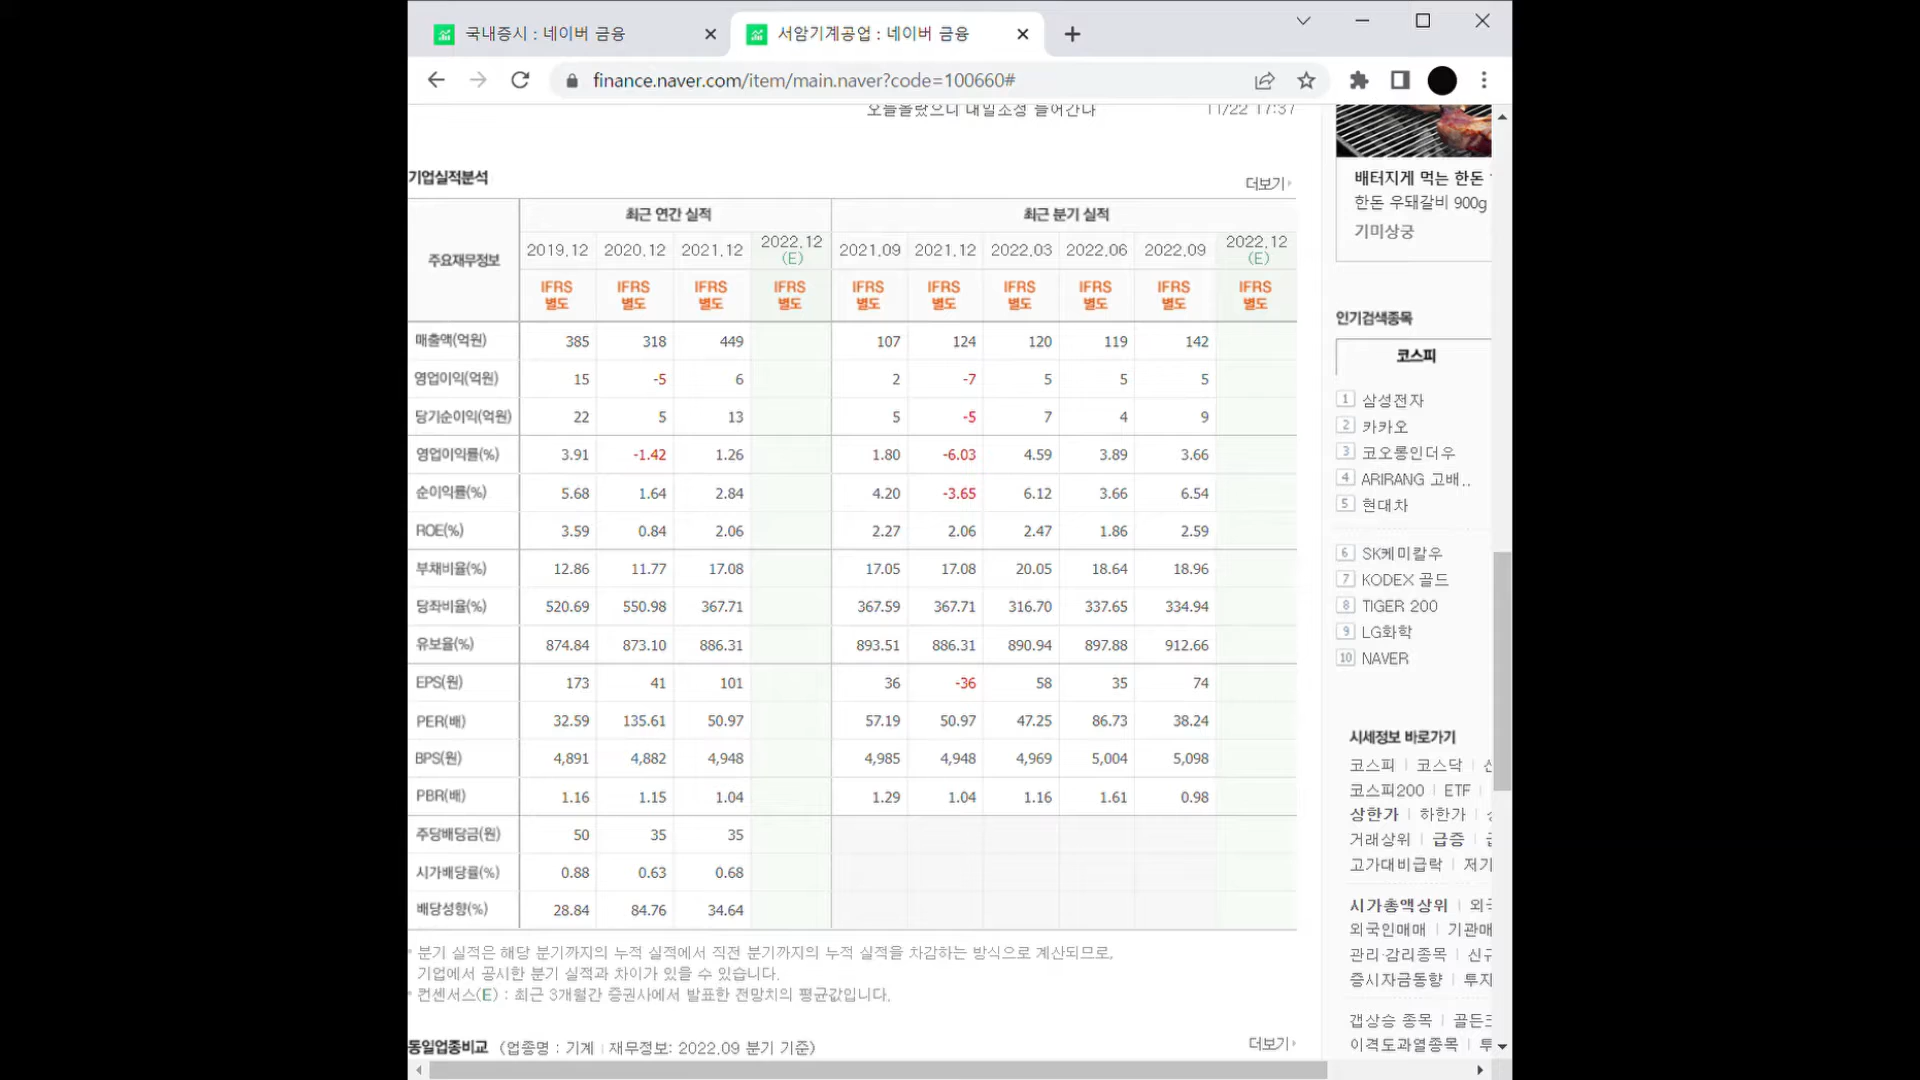 국내증시 : 네이버 금융
서암기계공업 : 네이버 금융
finance.naver.com/item/main.naver?code=100660#
오늘올랐으니 내일조정 들어간다 11/22 17:37
기업실적분석 더보기
주요재무정보 최근 연간 실적 최근 분기 실적
2019.12 2020.12 2021.12 2022.12 (E) 2021.09 2021.12 2022.03 2022.06 2022.09 2022.12 (E)
IFRS 별도 IFRS 별도 IFRS 별도 IFRS 별도 IFRS 별도 IFRS 별도 IFRS 별도 IFRS 별도 IFRS 별도 IFRS 별도
매출액(억원) 385 318 449 107 124 120 119 142
영업이익(억원) 15 -5 6 2 -7 5 5 5
당기순이익(억원) 22 5 13 5 -5 7 4 9
영업이익률(%) 3.91 -1.42 1.26 1.80 -6.03 4.59 3.89 3.66
순이익률(%) 5.68 1.64 2.84 4.20 -3.65 6.12 3.66 6.54
ROE(%) 3.59 0.84 2.06 2.27 2.06 2.47 1.86 2.59
부채비율(%) 12.86 11.77 17.08 17.05 17.08 20.05 18.64 18.96
당좌비율(%) 520.69 550.98 367.71 367.59 367.71 316.70 337.65 334.94
유보율(%) 874.84 873.10 886.31 893.51 886.31 890.94 897.88 912.66
EPS(원) 173 41 101 36 -36 58 35 74
PER(배) 32.59 135.61 50.97 57.19 50.97 47.25 86.73 38.24
BPS(원) 4,891 4,882 4,948 4,985 4,948 4,969 5,004 5,098
PBR(배) 1.16 1.15 1.04 1.29 1.04 1.16 1.61 0.98
주당배당금(원) 50 35 35
시가배당률(%) 0.88 0.63 0.68
배당성향(%) 28.84 84.76 34.64
* 분기 실적은 해당 분기까지의 누적 실적에서 직전 분기까지의 누적 실적을 차감하는 방식으로 계산되므로,
기업에서 공시한 분기 실적과 차이가 있을 수 있습니다.
* 컨센서스(E) : 최근 3개월간 증권사에서 발표한 전망치의 평균값입니다.
동일업종비교 (업종명 : 기계 | 재무정보: 2022.09 분기 기준) 더보기
배터지게 먹는 한돈
한돈 우돼갈비 900g
기미상궁
인기검색종목
코스피
1 삼성전자
2 카카오
3 코오롱인더우
4 ARIRANG 고배..
5 현대차
6 SK케미칼우
7 KODEX 골드
8 TIGER 200
9 LG화학
10 NAVER
시세정보 바로가기
코스피 | 코스닥 |
코스피200 | ETF |
상한가 | 하한가 |
거래상위 | 급증 |
고가대비급락 | 저가
시가총액상위 | 외국
외국인매매 | 기관매
관리·감리종목 | 신규
증시자금동향 | 투자
갭상승 종목 | 골든크
이격도과열종목 | 투